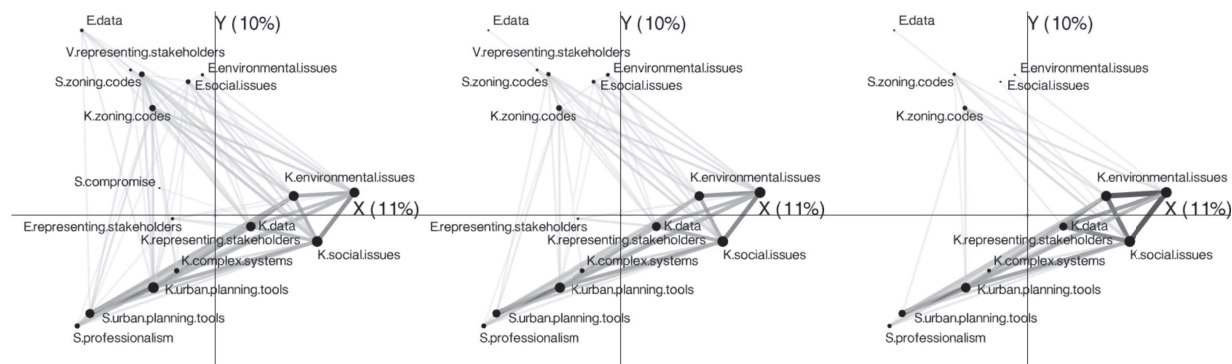 E.data
Y (10%)
V.representing.stakeholders
E.environmental.issues
S.zoning.codes
E.social.issues
K.zoning.codes
K.environmental.issues
S.compromise
X (11%)
E.representing.stakeholders
K.data
K.representing.stakeholders
K.social.issues
K.complex.systems
K.urban.planning.tools
S.urban.planning.tools
S.professionalism
E.data
Y (10%)
V.representing.stakeholders
E.environmental.issues
S.zoning.codes
E.social.issues
K.zoning.codes
K.environmental.issues
X (11%)
E.representing.stakeholders
K.data
K.representing.stakeholders
K.social.issues
K.complex.systems
K.urban.planning.tools
S.urban.planning.tools
S.professionalism
E.data
Y (10%)
E.environmental.issues
S.zoning.codes
E.social.issues
K.zoning.codes
K.environmental.issues
X (11%)
K.data
K.representing.stakeholders
K.social.issues
K.complex.systems
K.urban.planning.tools
S.urban.planning.tools
S.professionalism